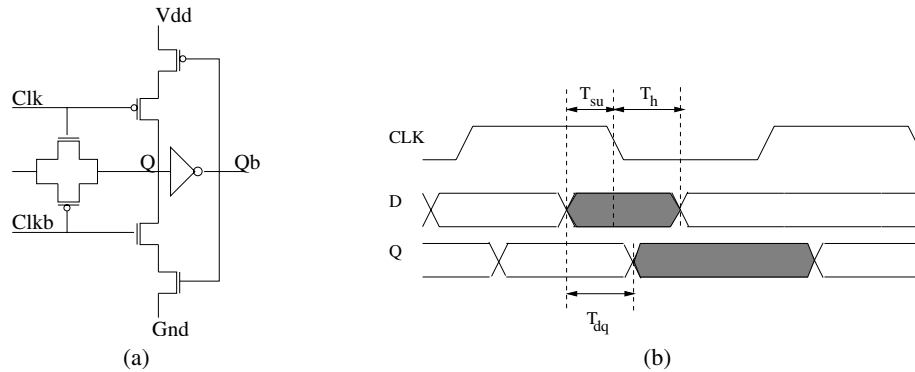 Vdd
Clk
Q
Qb
Clkb
Gnd
(a)
T_su
T_h
CLK
D
Q
T_dq
(b)